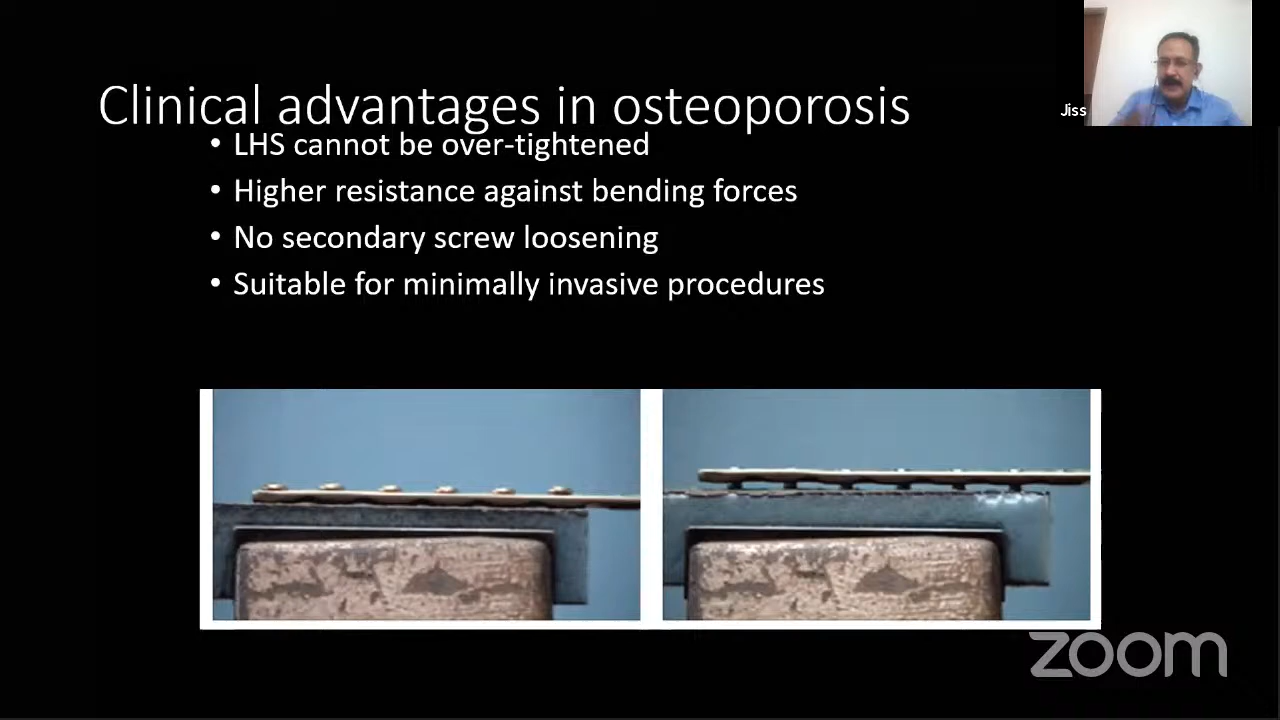 Clinical advantages in osteoporosis
Jiss
• LHS cannot be over-tightened
• Higher resistance against bending forces
• No secondary screw loosening
• Suitable for minimally invasive procedures
zoom